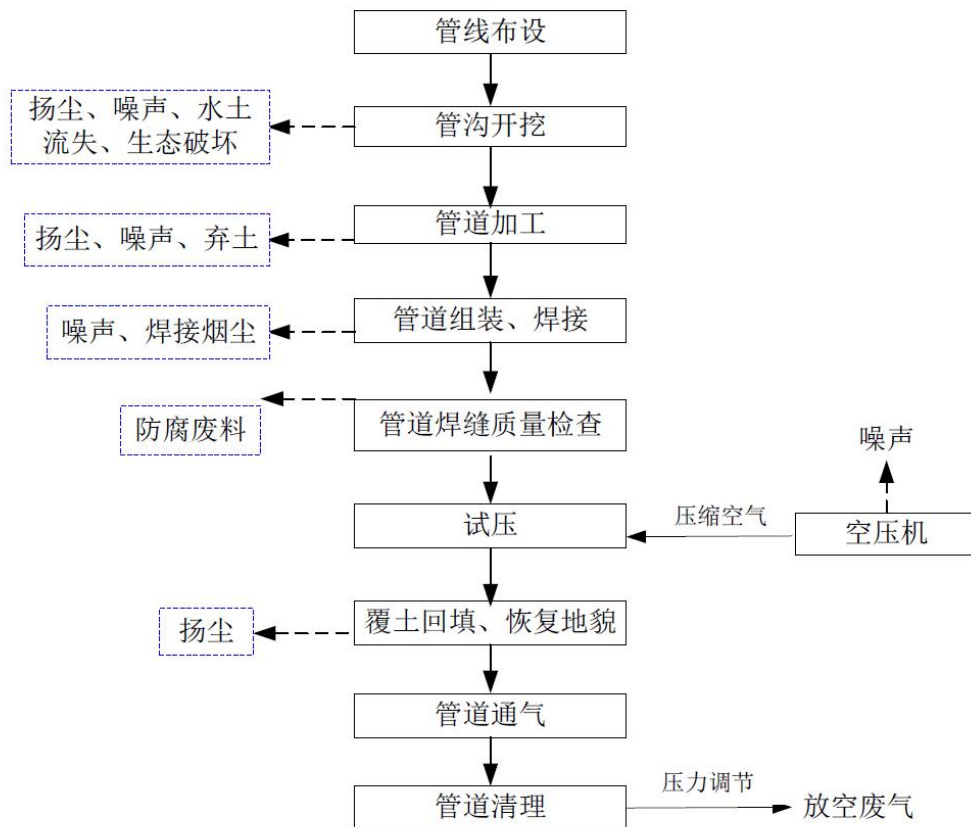 管线布设
扬尘、噪声、水土
流失、生态破坏
管沟开挖
扬尘、噪声、弃土
管道加工
噪声、焊接烟尘
管道组装、焊接
防腐废料
管道焊缝质量检查
噪声
试压
压缩空气
空压机
扬尘
覆土回填、恢复地貌
管道通气
管道清理
压力调节
放空废气